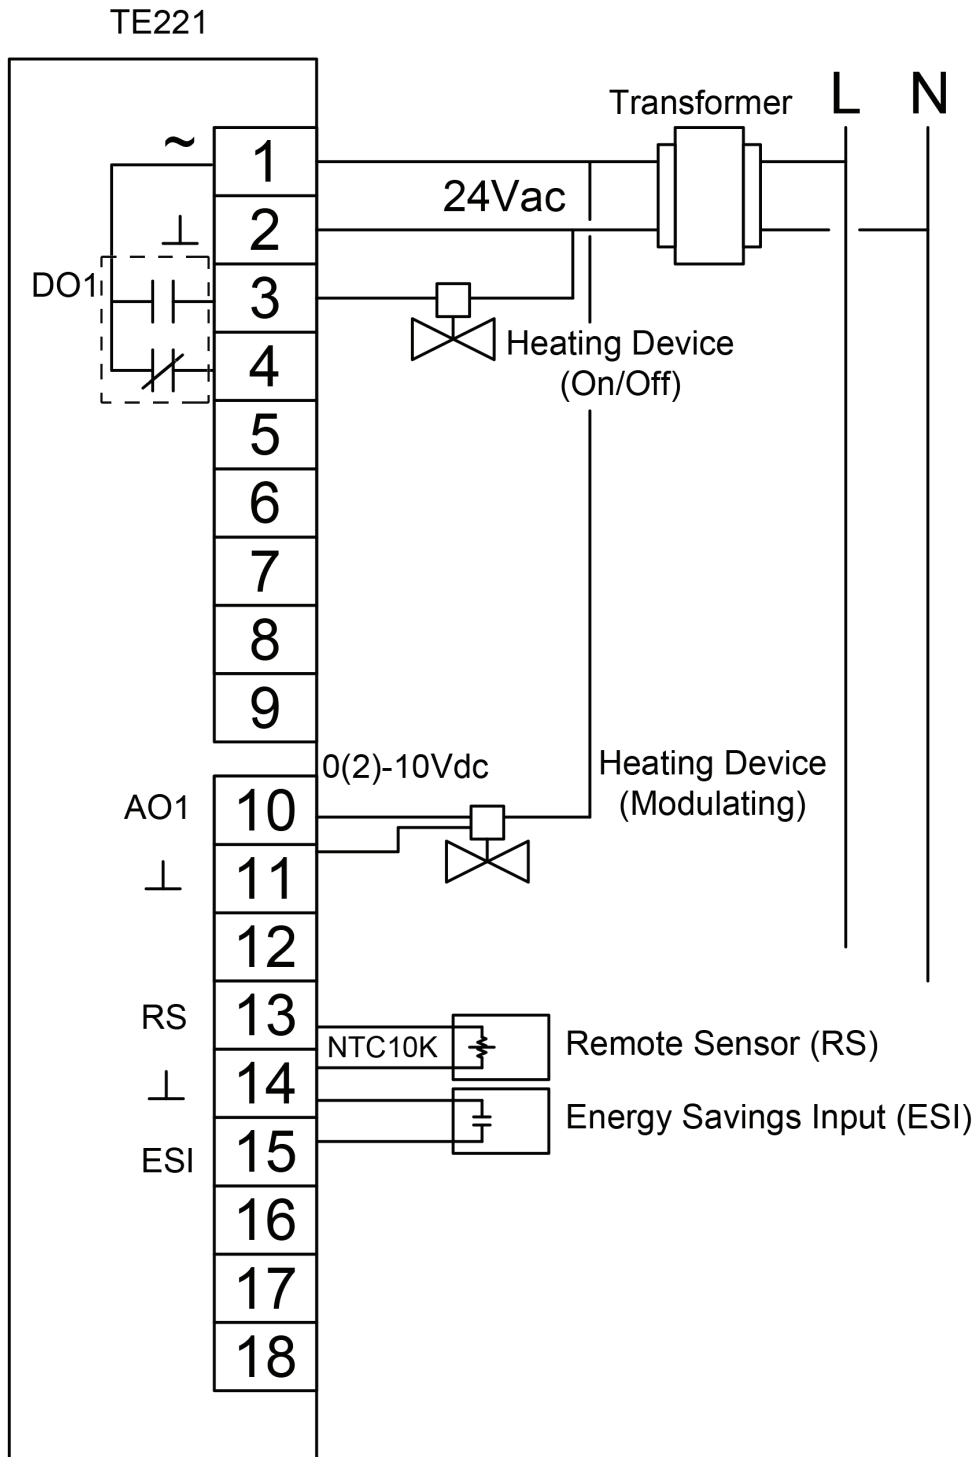 TE221
Transformer
L
N
~
1
24Vac
2
DO1
3
Heating Device
(On/Off)
4
5
6
7
8
9
0(2)-10Vdc
Heating Device
(Modulating)
AO1
10
11
12
RS
13
NTC10K
Remote Sensor (RS)
14
Energy Savings Input (ESI)
ESI
15
16
17
18